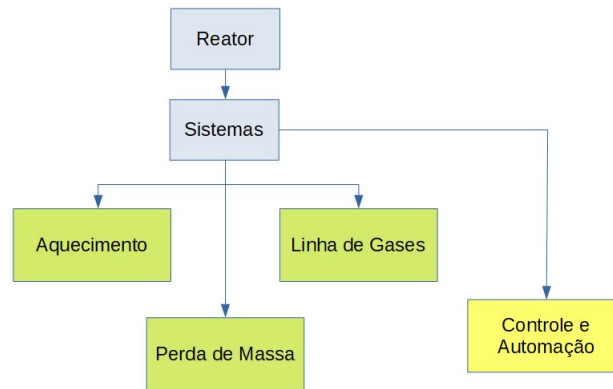 Reator
Sistemas
Aquecimento
Linha de Gases
Perda de Massa
Controle e
Automação